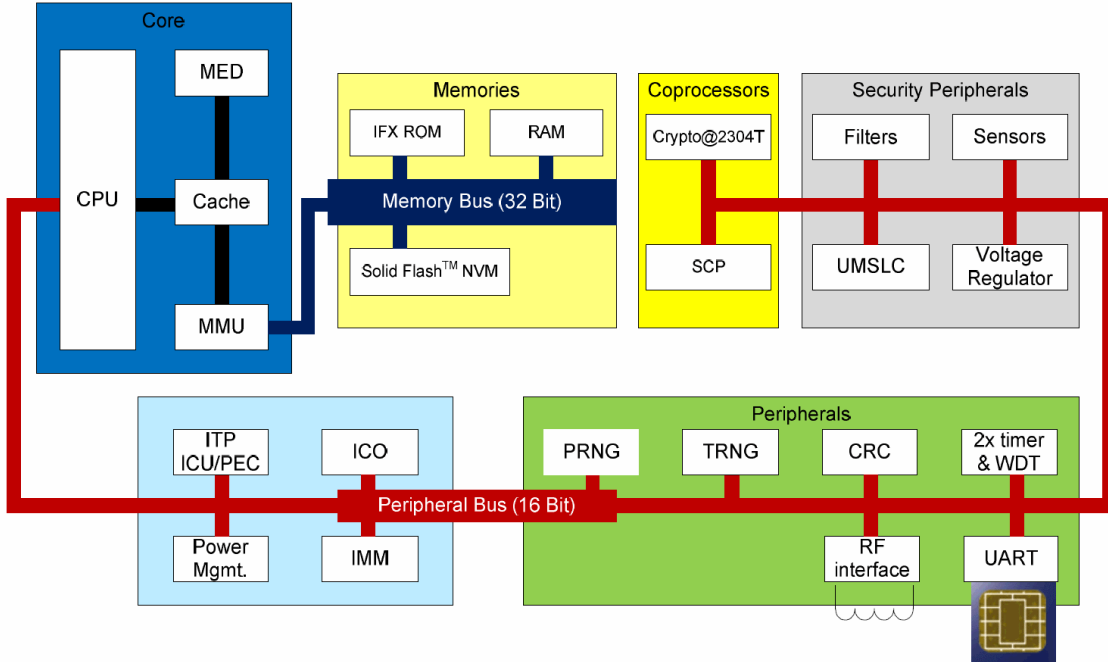 Core
CPU
MED
Cache
MMU
Memories
IFX ROM
RAM
Memory Bus (32 Bit)
Solid Flash™ NVM
Coprocessors
Crypto@2304T
SCP
Security Peripherals
Filters
Sensors
UMSLC
Voltage
Regulator
ITP
ICU/PEC
ICO
Peripheral Bus (16 Bit)
Power
Mgmt.
IMM
Peripherals
PRNG
TRNG
CRC
2x timer
& WDT
RF
interface
UART